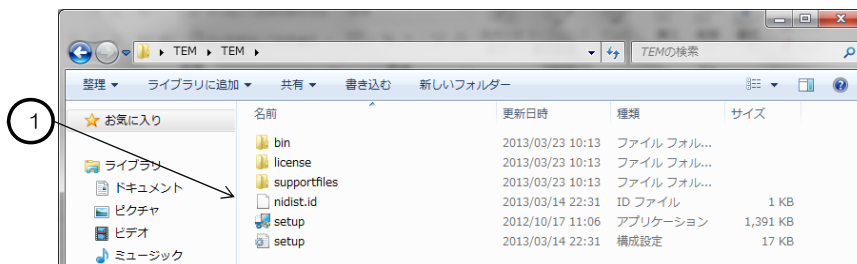 TEM ▸ TEM ▸
TEMの検索
整理 ライブラリに追加 共有 書き込む 新しいフォルダー
1
お気に入り
ライブラリ
ドキュメント
ピクチャ
ビデオ
ミュージック
名前 更新日時 種類 サイズ
bin 2013/03/23 10:13 ファイル フォル...
license 2013/03/23 10:13 ファイル フォル...
supportfiles 2013/03/23 10:13 ファイル フォル...
nidist.id 2013/03/14 22:31 ID ファイル 1 KB
setup 2012/10/17 11:06 アプリケーション 1,391 KB
setup 2013/03/14 22:31 構成設定 17 KB